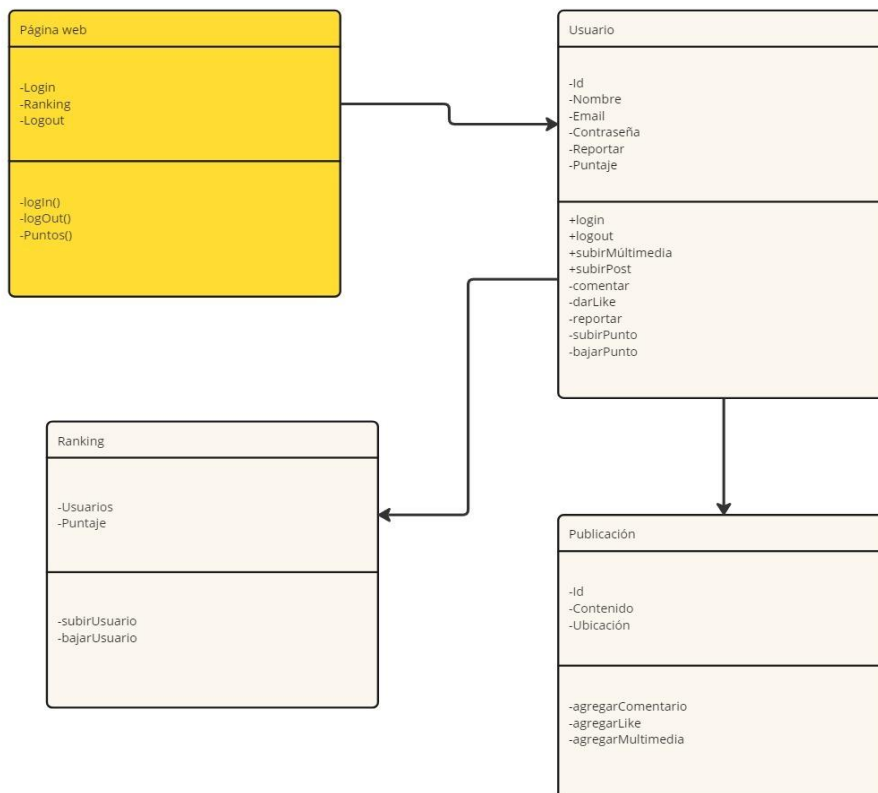 Página web
-Login
-Ranking
-Logout
-logIn()
-logOut()
-Puntos()
Usuario
-Id
-Nombre
-Email
-Contraseña
-Reportar
-Puntaje
+login
+logout
+subirMúltimedia
+subirPost
-comentar
-darLike
-reportar
-subirPunto
-bajarPunto
Ranking
-Usuarios
-Puntaje
-subirUsuario
-bajarUsuario
Publicación
-Id
-Contenido
-Ubicación
-agregarComentario
-agregarLike
-agregarMultimedia